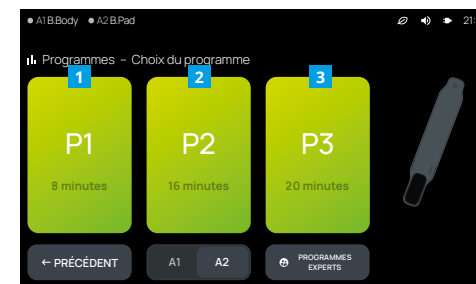 A1 B.Body A2 B.Pad 21:
Programmes – Choix du programme
1 2 3
P1 P2 P3
8 minutes 16 minutes 20 minutes
← PRÉCÉDENT A1 A2 PROGRAMMES
EXPERTS